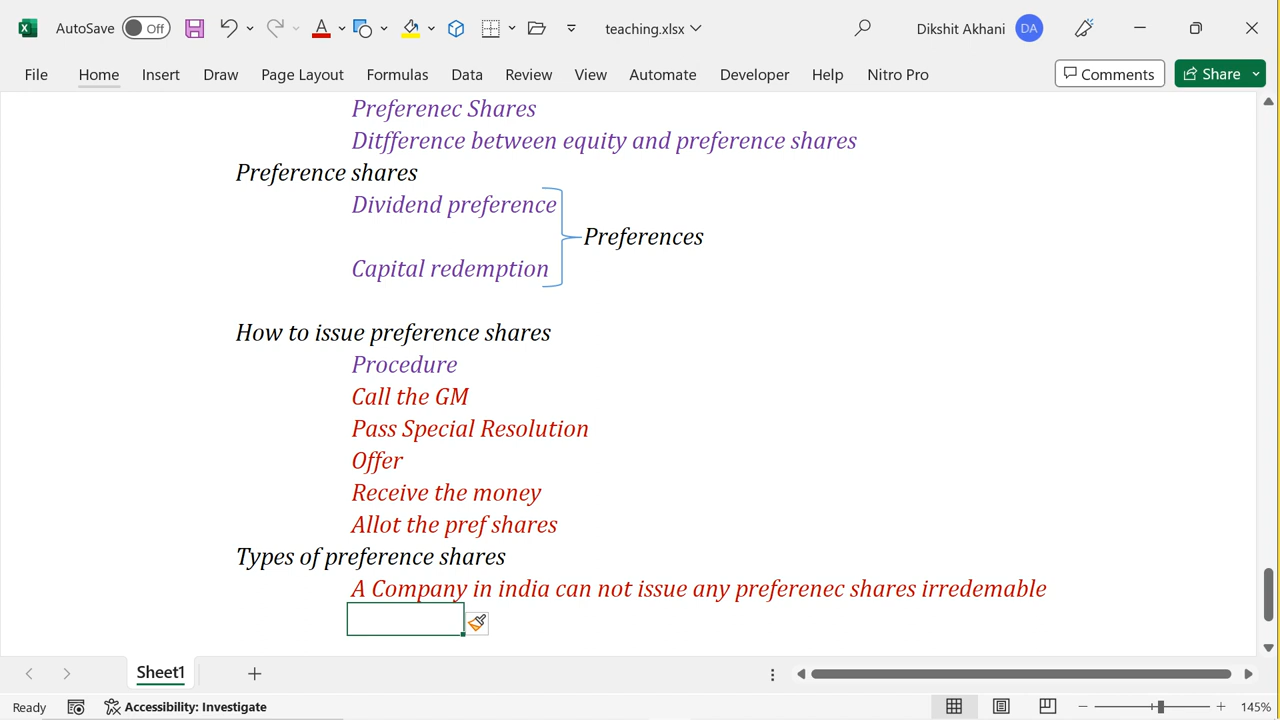 AutoSave Off teaching.xlsx Dikshit Akhani DA
File Home Insert Draw Page Layout Formulas Data Review View Automate Developer Help Nitro Pro Comments Share
Preferenec Shares
Ditfference between equity and preference shares
Preference shares
Dividend preference
Preferences
Capital redemption
How to issue preference shares
Procedure
Call the GM
Pass Special Resolution
Offer
Receive the money
Allot the pref shares
Types of preference shares
A Company in india can not issue any preferenec shares irredemable
Sheet1
Ready Accessibility: Investigate 145%